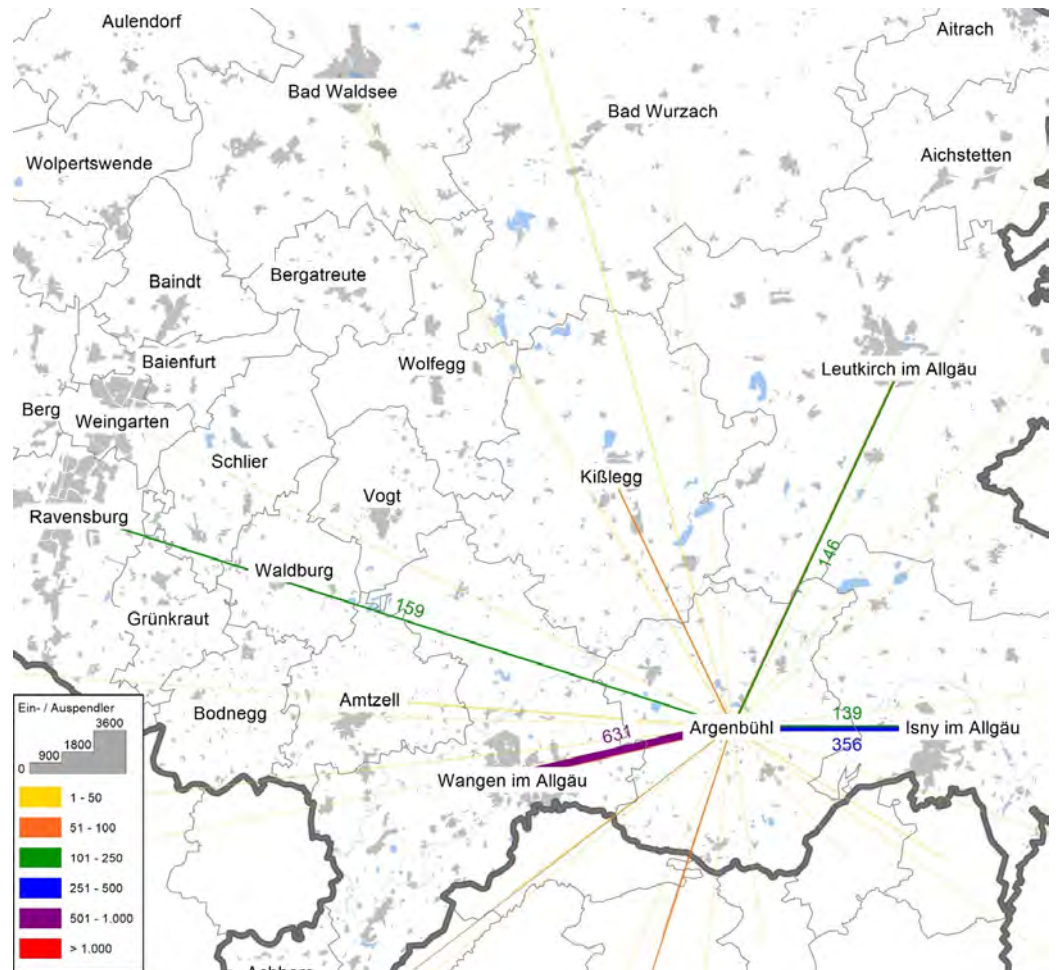 Aulendorf
Aitrach
Bad Waldsee
Bad Wurzach
Wolpertswende
Aichstetten
Baindt
Bergatreute
Baienfurt
Wolfegg
Leutkirch im Allgäu
Berg
Weingarten
Schlier
Kißlegg
Vogt
Ravensburg
146
Waldburg
159
Grünkraut
Amtzell
Bodnegg
139
631
Argenbühl
Isny im Allgäu
356
Wangen im Allgäu
Ein- / Auspendler
3600
1800
900
0
1 - 50
51 - 100
101 - 250
251 - 500
501 - 1.000
> 1.000